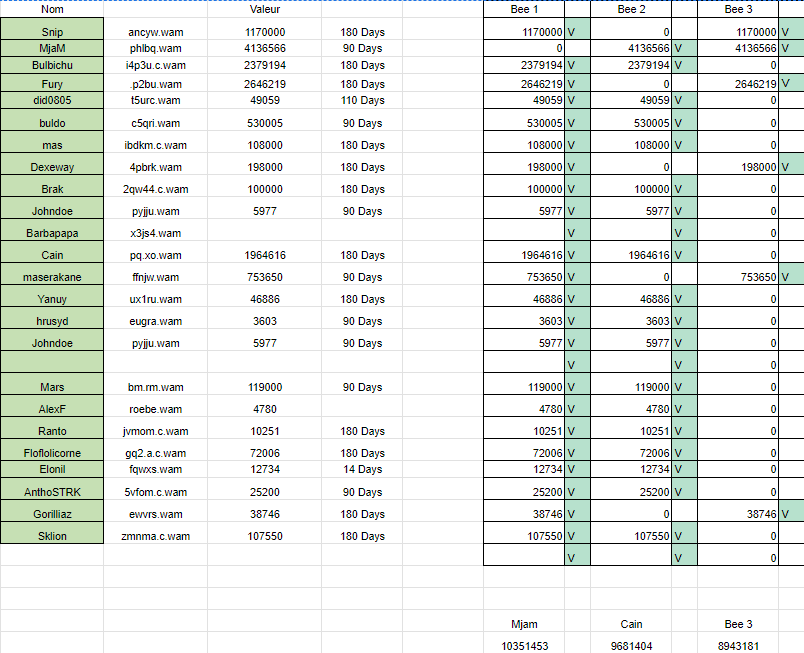 Nom Valeur Bee 1 Bee 2 Bee 3
Snip ancyw.wam 1170000 180 Days 1170000 V 0 1170000 V
MjaM phlbq.wam 4136566 90 Days 0 4136566 V 4136566 V
Bulbichu i4p3u.c.wam 2379194 180 Days 2379194 V 2379194 V 0
Fury .p2bu.wam 2646219 180 Days 2646219 V 0 2646219 V
did0805 t5urc.wam 49059 110 Days 49059 V 49059 V 0
buldo c5qri.wam 530005 90 Days 530005 V 530005 V 0
mas ibdkm.c.wam 108000 180 Days 108000 V 108000 V 0
Dexeway 4pbrk.wam 198000 180 Days 198000 V 0 198000 V
Brak 2qw44.c.wam 100000 180 Days 100000 V 100000 V 0
Johndoe pyjju.wam 5977 90 Days 5977 V 5977 V 0
Barbapapa x3js4.wam V V 0
Cain pq.xo.wam 1964616 180 Days 1964616 V 1964616 V 0
maserakane ffnjw.wam 753650 90 Days 753650 V 0 753650 V
Yanuy ux1ru.wam 46886 180 Days 46886 V 46886 V 0
hrusyd eugra.wam 3603 90 Days 3603 V 3603 V 0
Johndoe pyjju.wam 5977 90 Days 5977 V 5977 V 0
V V 0
Mars bm.rm.wam 119000 90 Days 119000 V 119000 V 0
AlexF roebe.wam 4780 4780 V 4780 V 0
Ranto jvmom.c.wam 10251 180 Days 10251 V 10251 V 0
Floflolicorne gq2.a.c.wam 72006 180 Days 72006 V 72006 V 0
Elonil fqwxs.wam 12734 14 Days 12734 V 12734 V 0
AnthoSTRK 5vfom.c.wam 25200 90 Days 25200 V 25200 V 0
Gorilliaz ewvrs.wam 38746 180 Days 38746 V 0 38746 V
Sklion zmnma.c.wam 107550 180 Days 107550 V 107550 V 0
V V 0
Mjam Cain Bee 3
10351453 9681404 8943181